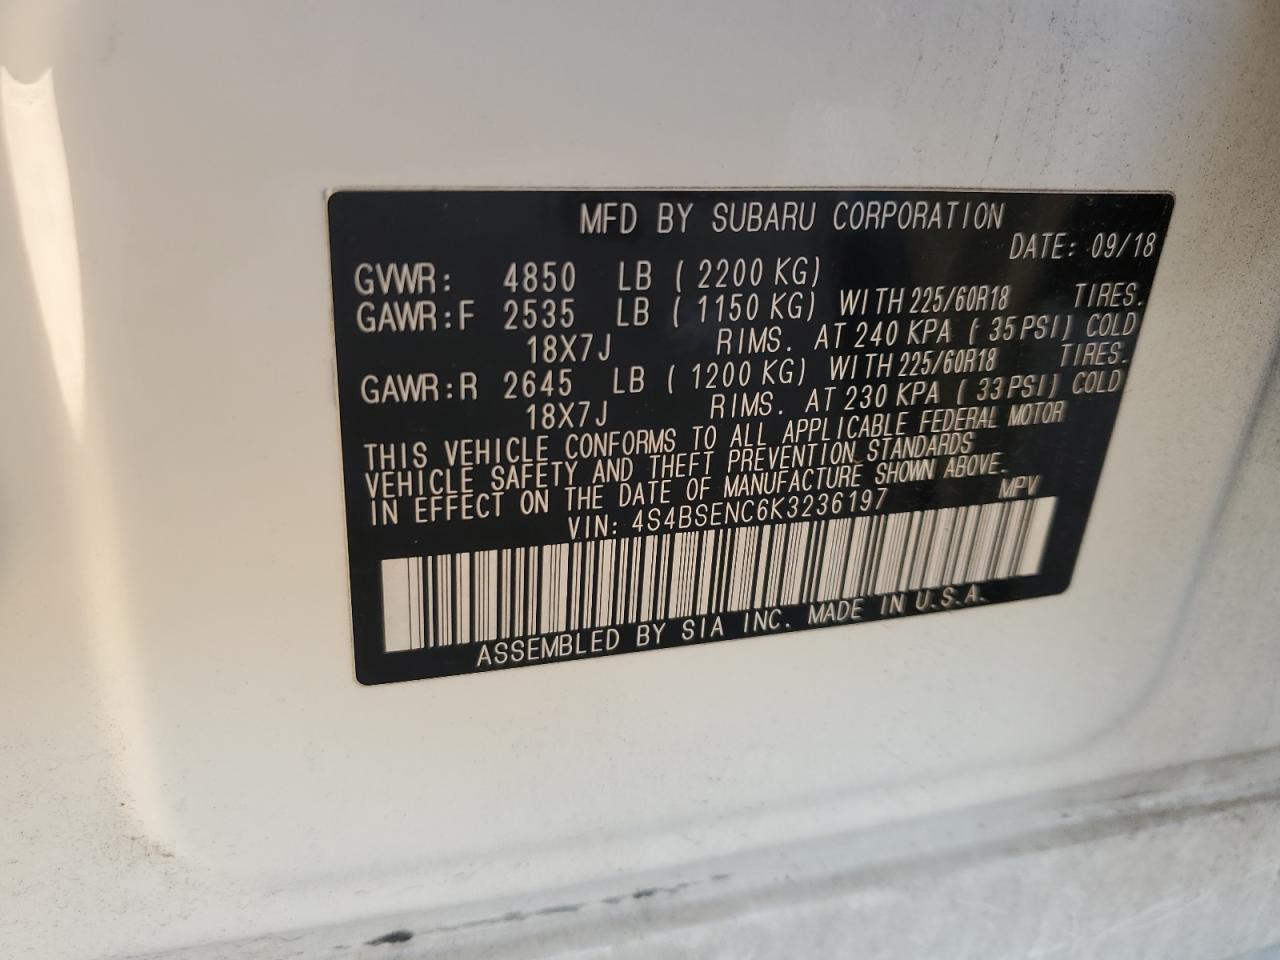 MFD BY SUBARU CORPORATION
DATE: 09/18
GVWR: 4850 LB ( 2200 KG)
GAWR:F 2535 LB ( 1150 KG) WITH 225/60R18 TIRES.
18X7J RIMS. AT 240 KPA ( 35 PSI) COLD
GAWR:R 2645 LB ( 1200 KG) WITH 225/60R18 TIRES.
18X7J RIMS. AT 230 KPA ( 33 PSI) COLD
THIS VEHICLE CONFORMS TO ALL APPLICABLE FEDERAL MOTOR
VEHICLE SAFETY AND THEFT PREVENTION STANDARDS
IN EFFECT ON THE DATE OF MANUFACTURE SHOWN ABOVE.
VIN: 4S4BSENC6K3236197 MPV
ASSEMBLED BY SIA INC. MADE IN U.S.A.